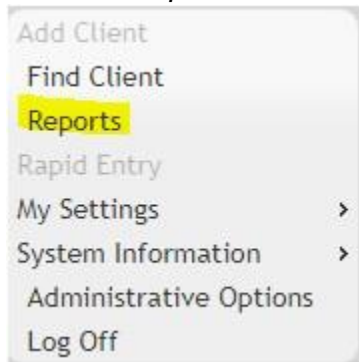 Add Client
Find Client
Reports
Rapid Entry
My Settings ›
System Information ›
Administrative Options
Log Off